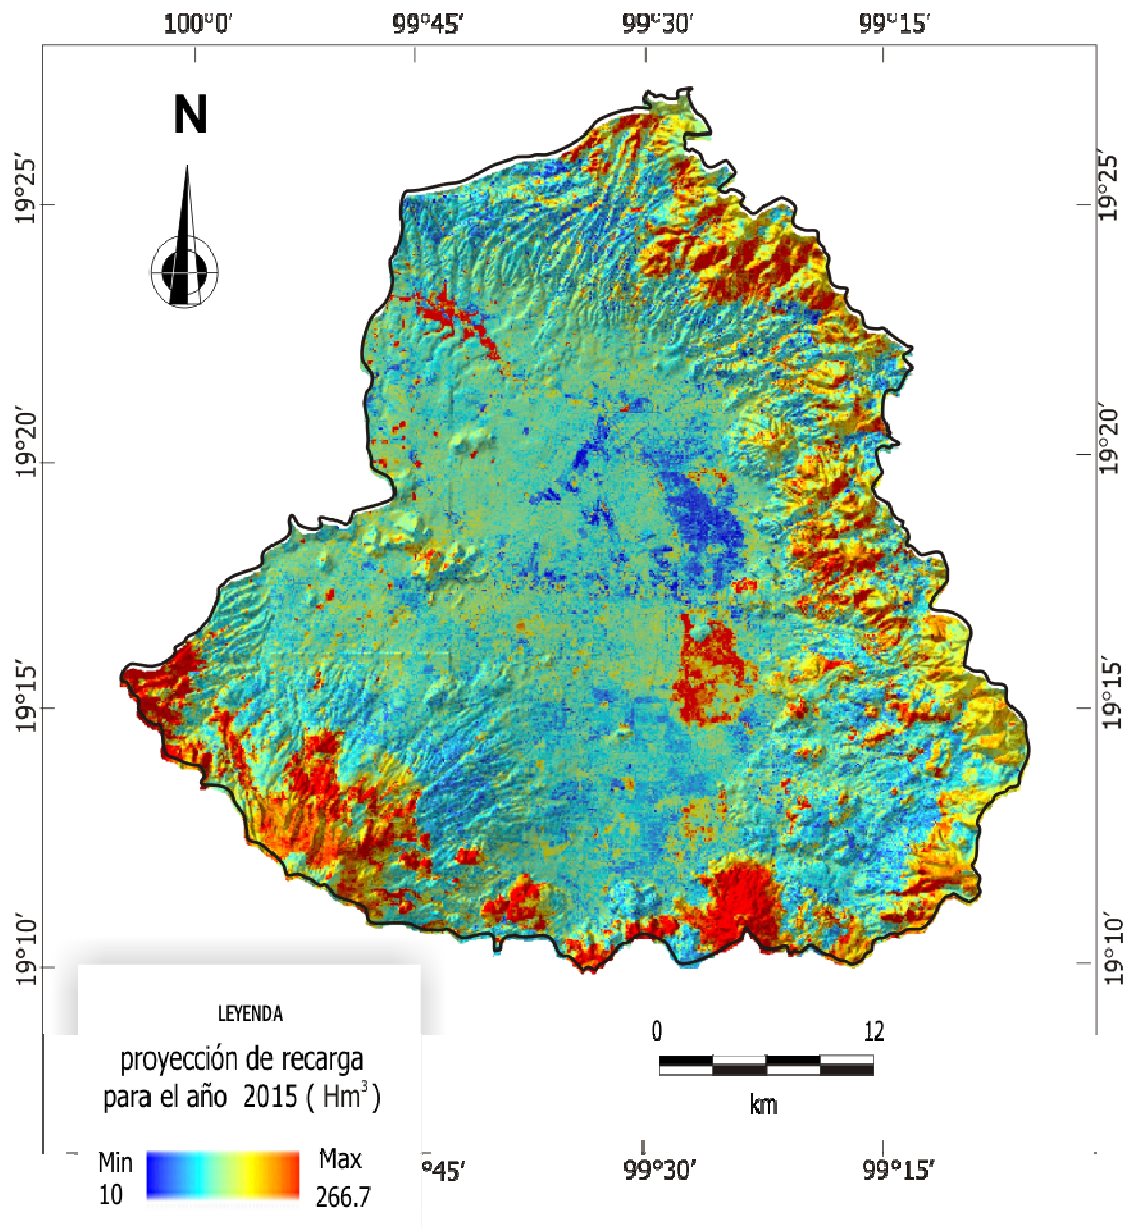 100°0′ 99°45′ 99°30′ 99°15′
N
19°25′ 19°25′
19°20′ 19°20′
19°15′ 19°15′
19°10′ 19°10′
LEYENDA
proyección de recarga
para el año 2015 ( Hm³ )
Min Max
10 266.7
0 12
km
°45′ 99°30′ 99°15′